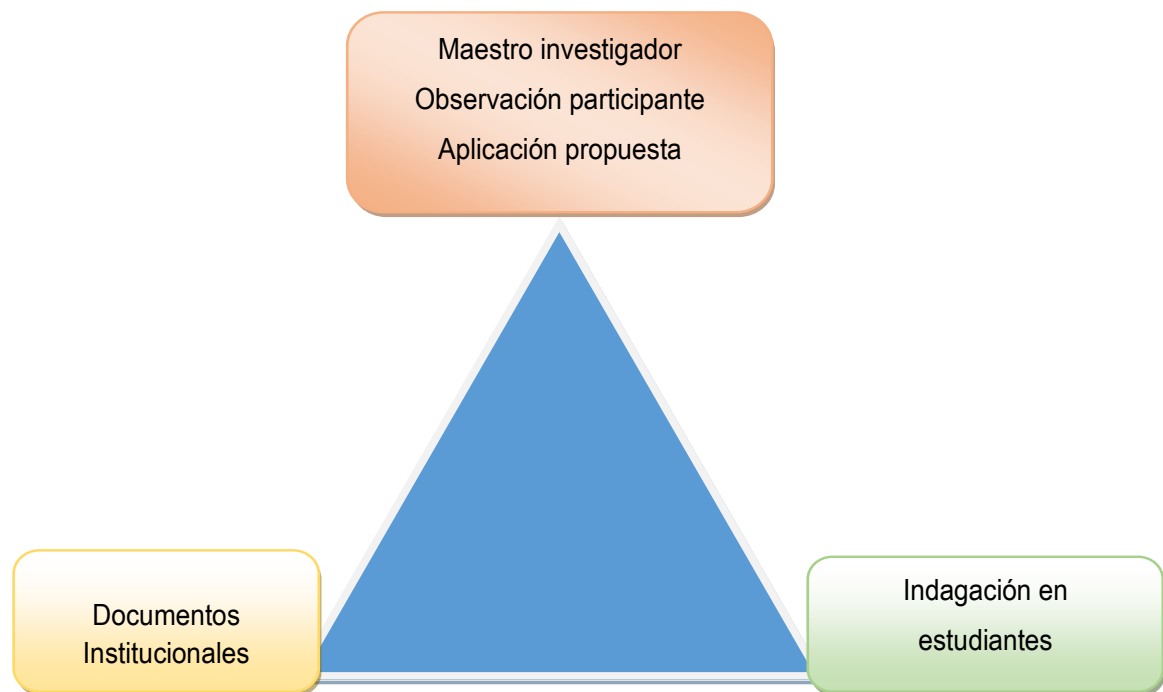 Maestro investigador
Observación participante
Aplicación propuesta
Documentos
Institucionales
Indagación en
estudiantes